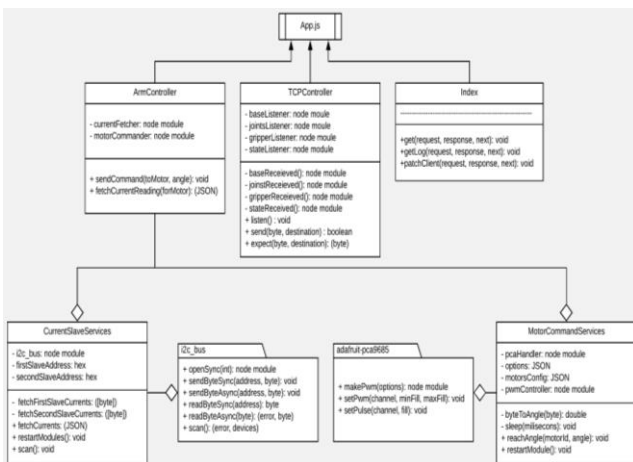 App.js
ArmController
- currentFetcher: node module
- motorCommander: node module
+ sendCommand(toMotor, angle): void
+ fetchCurrentReading(forMotor): (JSON)
TCPController
- baseListener: node moule
- jointsListener: node moule
- gripperListener: node module
- stateListener: node module
- baseReceieved(): node module
- joinstReceieved(): node module
- gripperReceieved(): node module
- stateReceived(): node module
+ listen() : void
+ send(byte, destination) : boolean
+ expect(byte, destination): (byte)
Index
+get(request, response, next): void
+getLog(request, response, next): void
+patchClient(request, response, next): void
CurrentSlaveServices
- i2c_bus: node module
- firstSlaveAddress: hex
- secondSlaveAddress: hex
- fetchFirstSlaveCurrents: ([byte])
- fetchSecondSlaveCurrents: ([byte])
+ fetchCurrents: (JSON)
+ restartModules(): void
+ scan(): void
i2c_bus
+ openSync(int): node module
+ sendByteSync(address, byte): void
+ sendByteAsync(address, byte): void
+ readByteSync(address): byte
+ readByteAsync(byte): (error, byte)
+ scan(): (error, devices)
adafruit-pca9685
+ makePwm(options): node module
+ setPwm(channel, minFill, maxFill): void
+ setPulse(channel, fill): void
MotorCommandServices
- pcaHandler: node module
- options: JSON
- motorsConfig: JSON
- pwmController: node module
- byteToAngle(byte): double
- sleep(miliseconds): void
+ reachAngle(motorId, angle): void
+ restartModule(): void